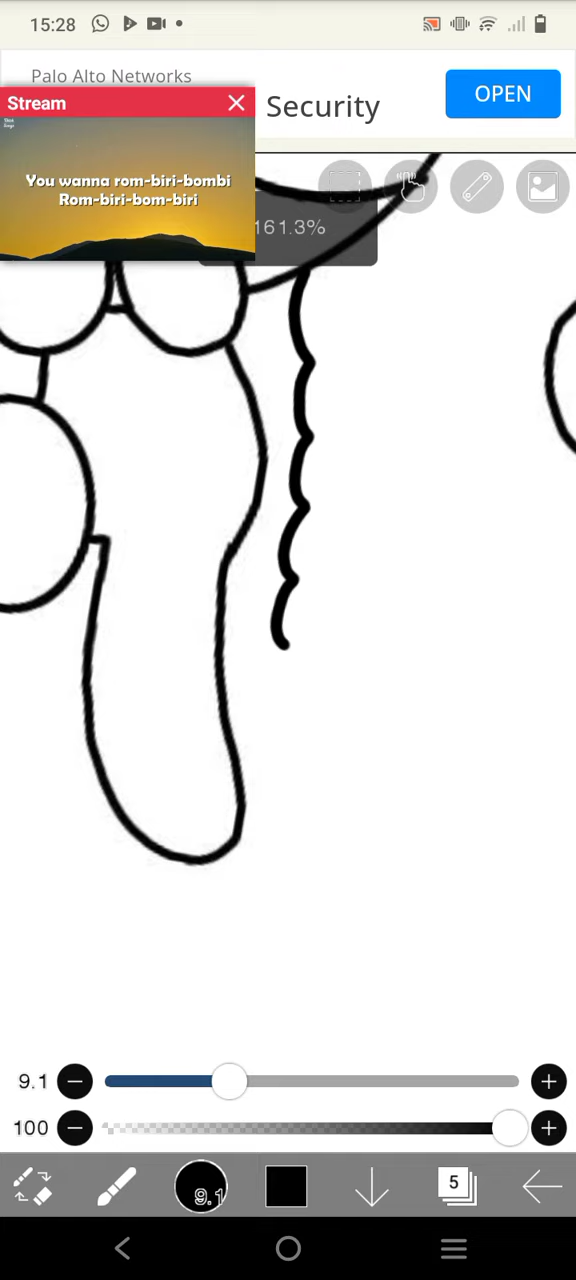 15:28
Palo Alto Networks
Security
OPEN
Stream
You wanna rom-biri-bombi
Rom-biri-bom-biri
161.3%
9.1
100
9.1
5